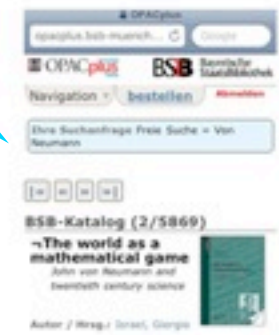 OPACplus
opacplus.bsb-muench... Google
OPACplus BSB Bayerische
Staatsbibliothek
Navigation bestellen Abmelden
Ihre Suchanfrage Freie Suche = Von
Neumann
BSB-Katalog (2/5869)
¬The world as a
mathematical game
John von Neumann and
twentieth century science
Autor / Hrsg.: Israel, Giorgio